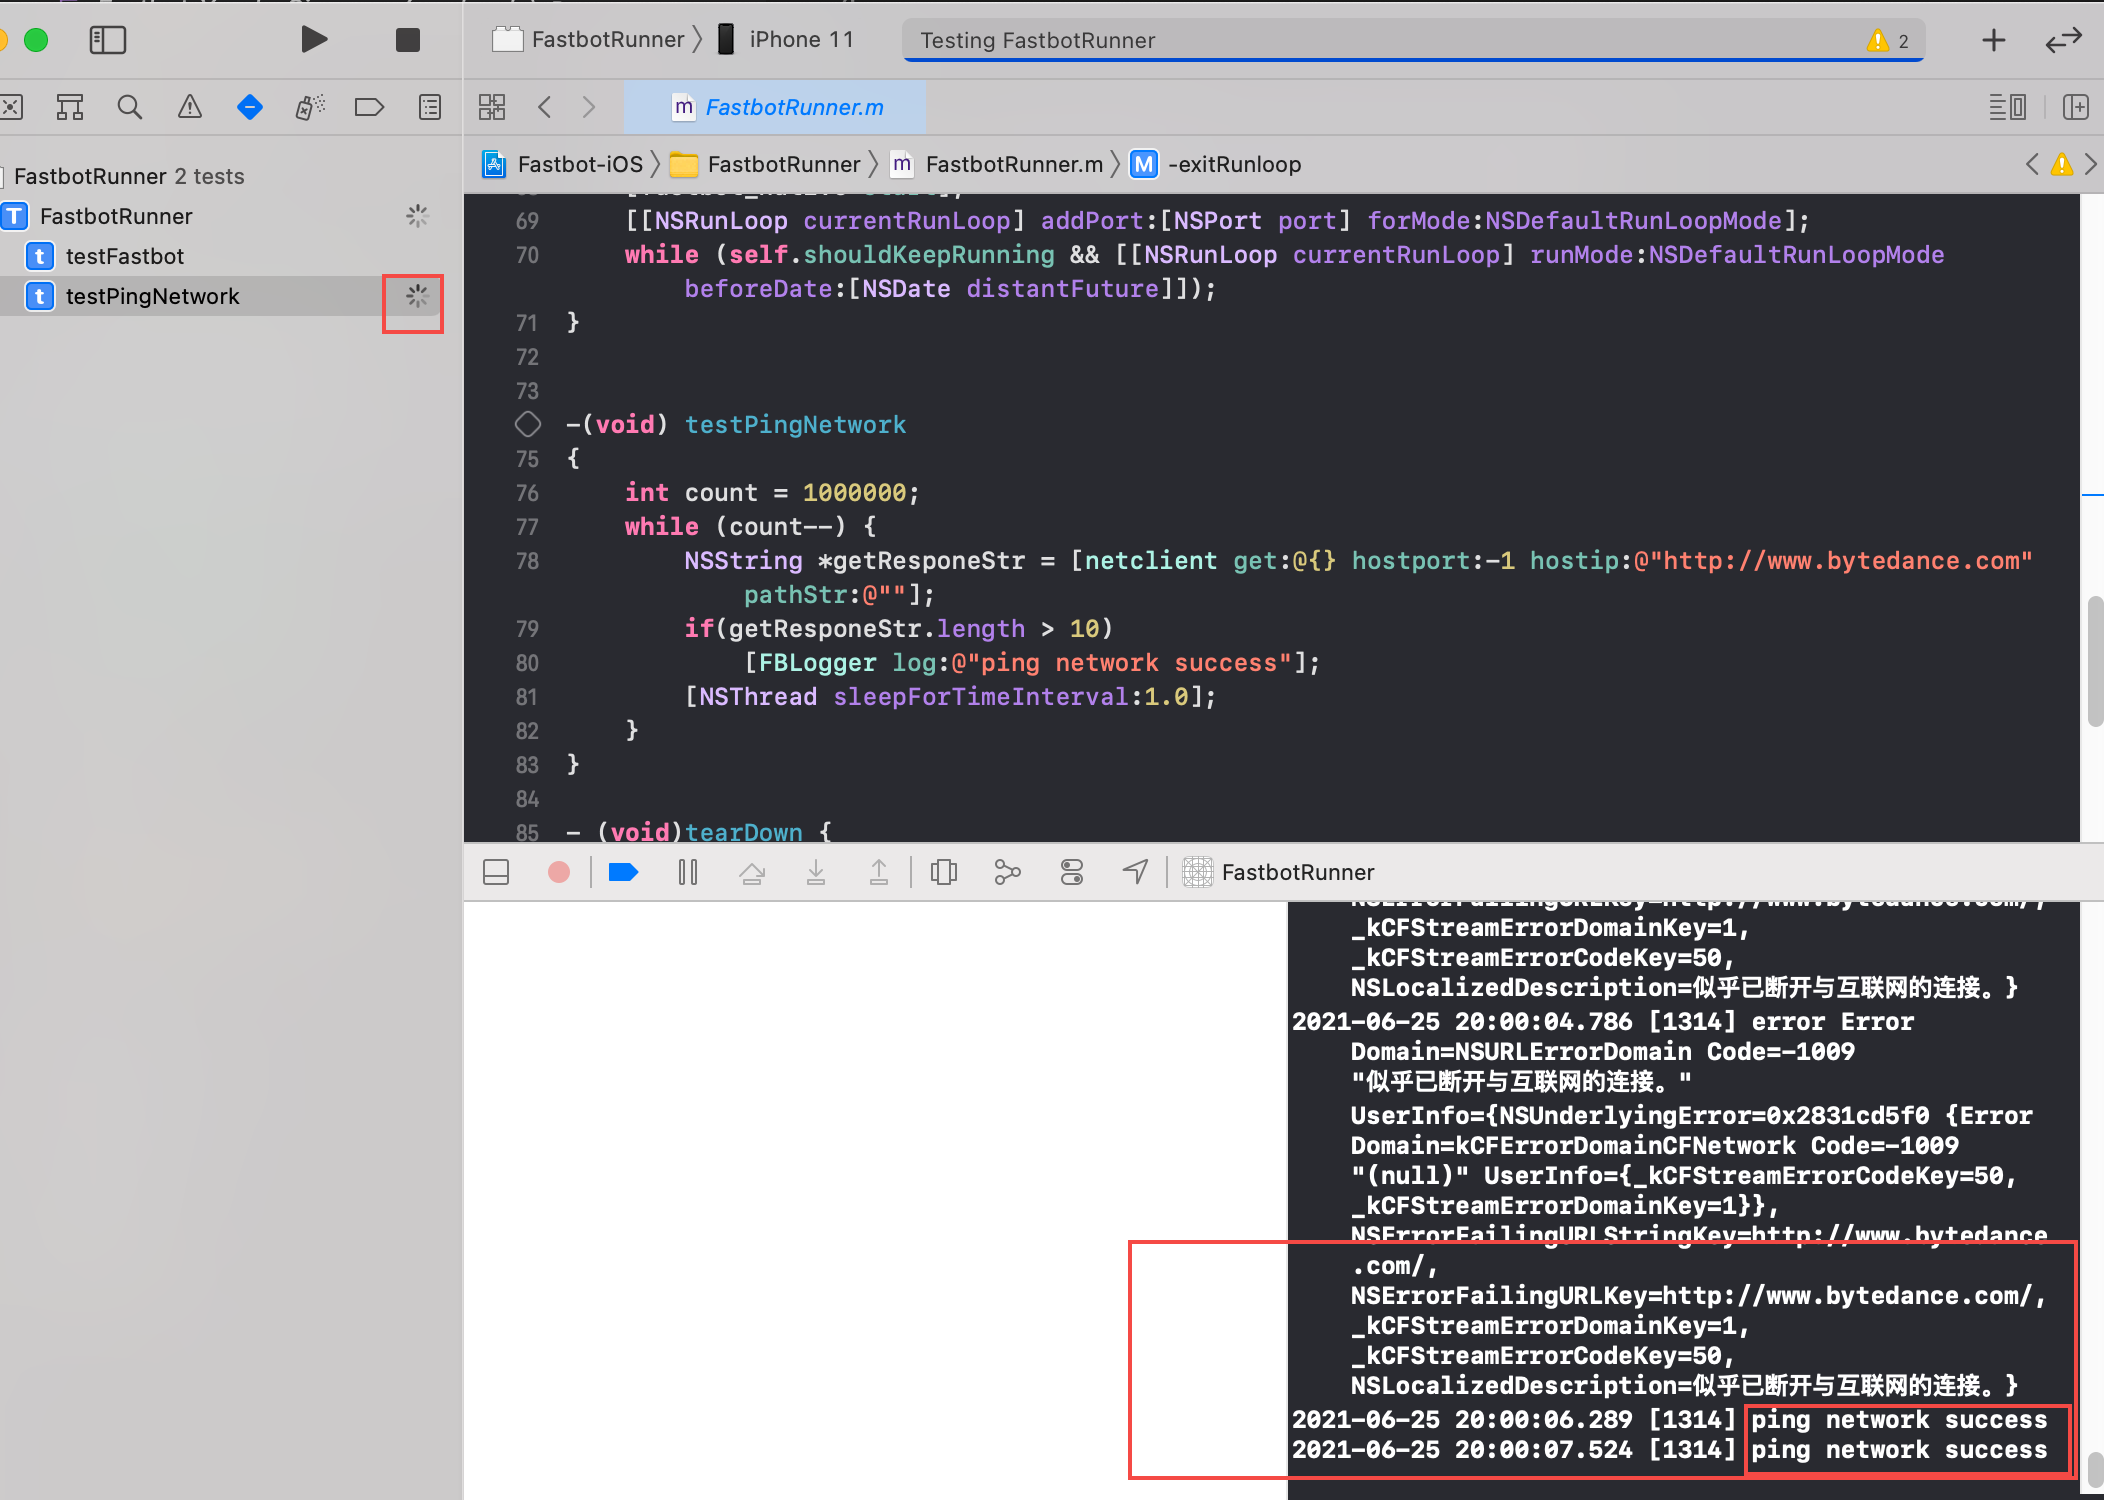 FastbotRunner
iPhone 11
Testing FastbotRunner
2
m FastbotRunner.m
Fastbot-iOS
FastbotRunner
m FastbotRunner.m
M -exitRunloop
FastbotRunner 2 tests
T FastbotRunner
t testFastbot
t testPingNetwork
69 [[NSRunLoop currentRunLoop] addPort:[NSPort port] forMode:NSDefaultRunLoopMode];
70 while (self.shouldKeepRunning && [[NSRunLoop currentRunLoop] runMode:NSDefaultRunLoopMode
beforeDate:[NSDate distantFuture]]);
71 }
72
73
-(void) testPingNetwork
75 {
76 int count = 1000000;
77 while (count--) {
78 NSString *getResponeStr = [netclient get:@{} hostport:-1 hostip:@"http://www.bytedance.com"
pathStr:@""];
79 if(getResponeStr.length > 10)
80 [FBLogger log:@"ping network success"];
81 [NSThread sleepForTimeInterval:1.0];
82 }
83 }
84
85 - (void)tearDown {
FastbotRunner
NSErrorFailingURLKey=http://www.bytedance.com/,
_kCFStreamErrorDomainKey=1,
_kCFStreamErrorCodeKey=50,
NSLocalizedDescription=似乎已断开与互联网的连接。}
2021-06-25 20:00:04.786 [1314] error Error
Domain=NSURLErrorDomain Code=-1009
"似乎已断开与互联网的连接。"
UserInfo={NSUnderlyingError=0x2831cd5f0 {Error
Domain=kCFErrorDomainCFNetwork Code=-1009
"(null)" UserInfo={_kCFStreamErrorCodeKey=50,
_kCFStreamErrorDomainKey=1}},
NSErrorFailingURLStringKey=http://www.bytedance
.com/,
NSErrorFailingURLKey=http://www.bytedance.com/,
_kCFStreamErrorDomainKey=1,
_kCFStreamErrorCodeKey=50,
NSLocalizedDescription=似乎已断开与互联网的连接。}
2021-06-25 20:00:06.289 [1314] ping network success
2021-06-25 20:00:07.524 [1314] ping network success